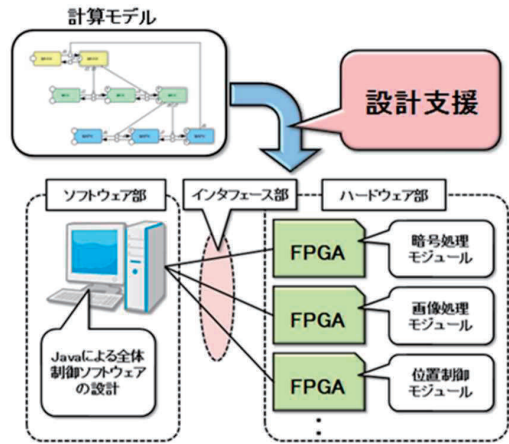 計算モデル
設計支援
ソフトウェア部
インタフェース部
ハードウェア部
FPGA
暗号処理
モジュール
FPGA
画像処理
モジュール
Javaによる全体
制御ソフトウェア
の設計
FPGA
位置制御
モジュール